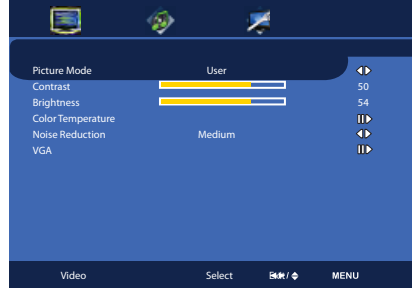 Picture Mode User
Contrast 50
Brightness 54
Color Temperature
Noise Reduction Medium
VGA
Video Select / MENU